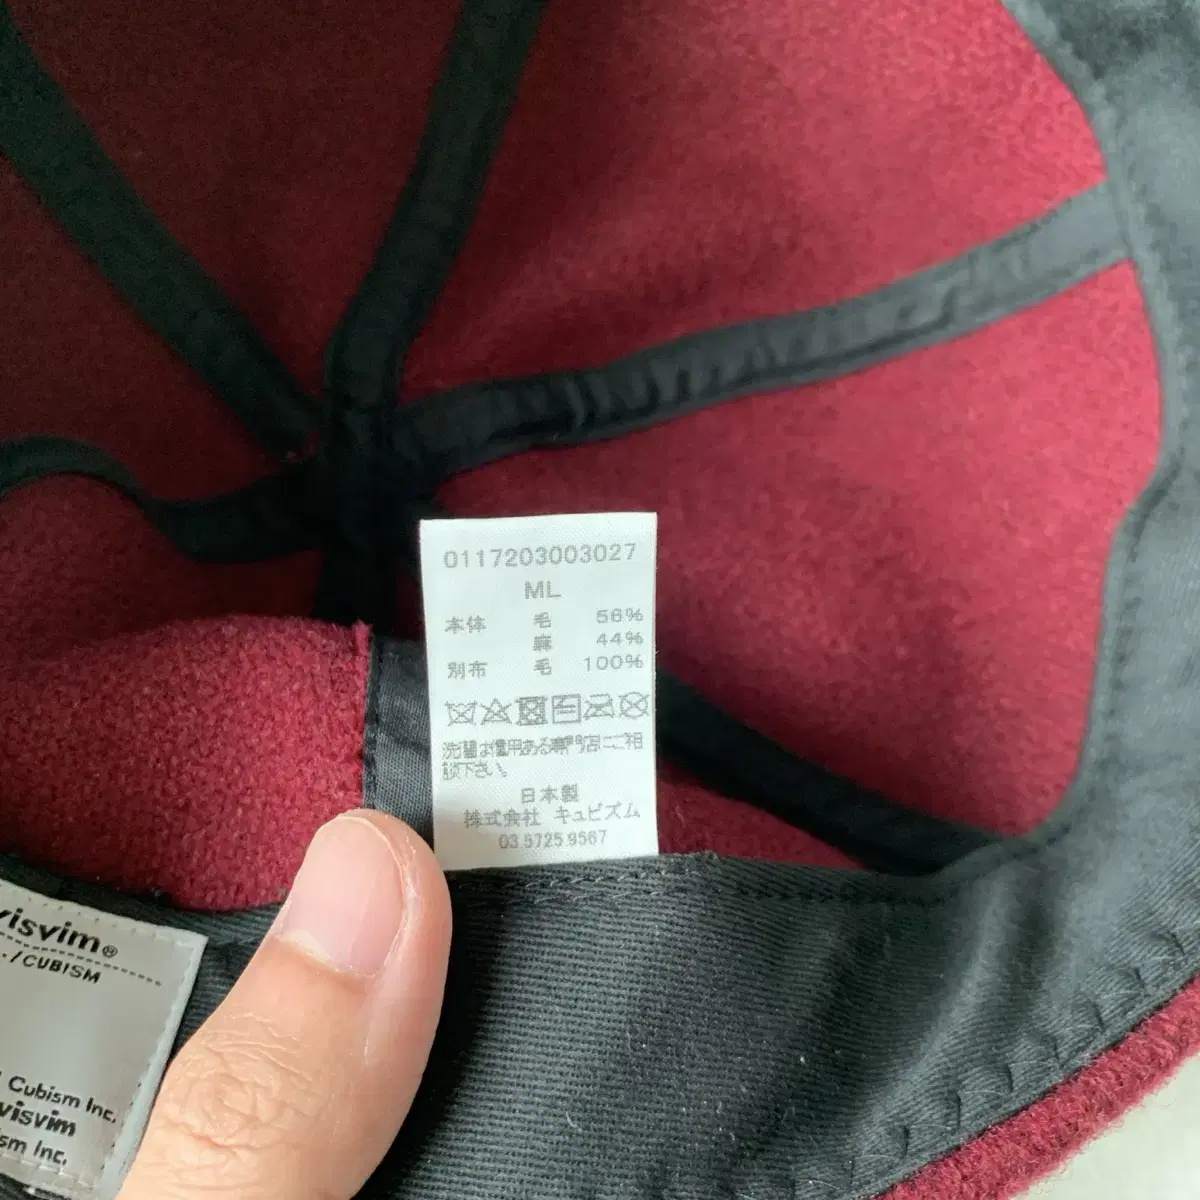 0117203003027
ML
本体 毛 56%
麻 44%
別布 毛 100%
洗濯は信用ある専門店にご相
談下さい。
日本製
株式会社 キュビズム
03.5725.9567
visvim®
./CUBISM
Cubism Inc.
visvim
sm Inc.